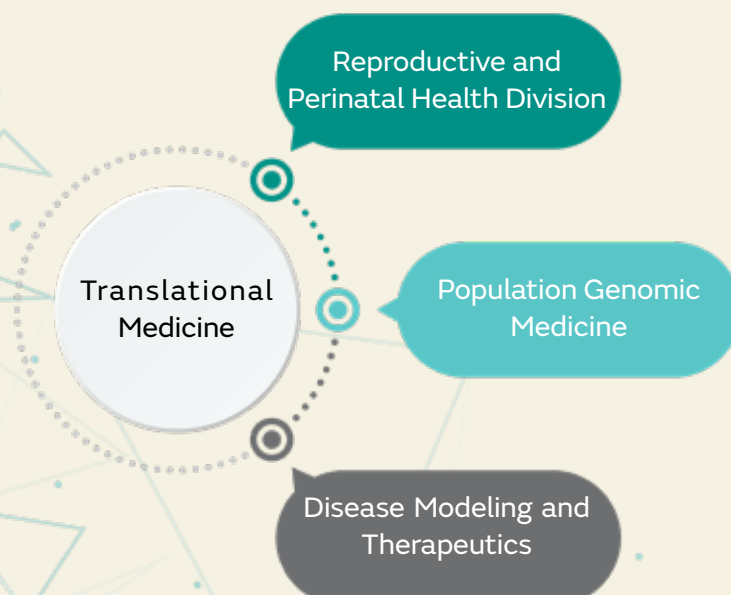 Reproductive and
Perinatal Health Division
Translational
Medicine
Population Genomic
Medicine
Disease Modeling and
Therapeutics